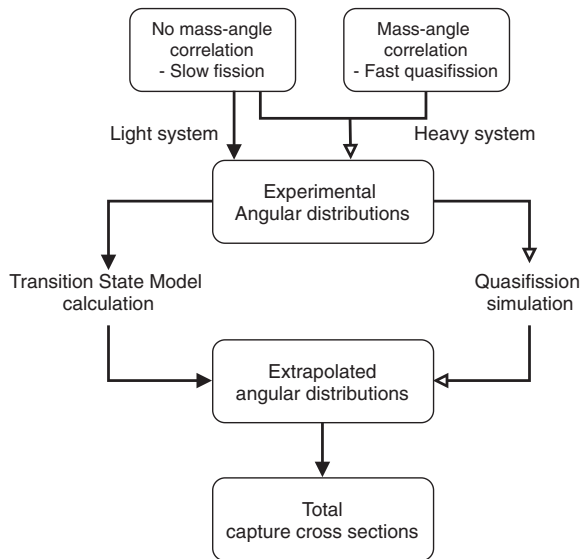 No mass-angle
correlation
- Slow fission
Mass-angle
correlation
- Fast quasifission
Light system
Heavy system
Experimental
Angular distributions
Transition State Model
calculation
Quasifission
simulation
Extrapolated
angular distributions
Total
capture cross sections